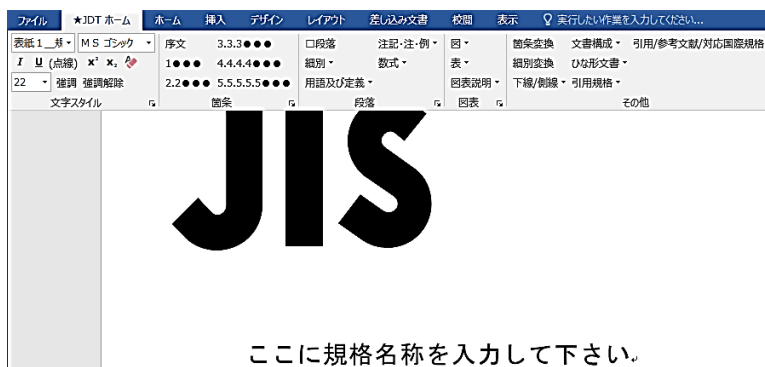 ファイル ★JDT ホーム ホーム 挿入 デザイン レイアウト 差し込み文書 校閲 表示 実行したい作業を入力してください...
表紙１__規 ＭＳ ゴシック 序文 3.3.3●●● 口段落 注記・注・例 図 箇条変換 文書構成 引用/参考文献/対応国際規格
I U (点線) x² x₂ 1●●● 4.4.4.4●●● 細別 数式 表 細別変換 ひな形文書
22 強調 強調解除 2.2●●● 5.5.5.5.5●●● 用語及び定義 図表説明 下線/側線 引用規格
文字スタイル 箇条 段落 図表 その他
JIS
ここに規格名称を入力して下さい。